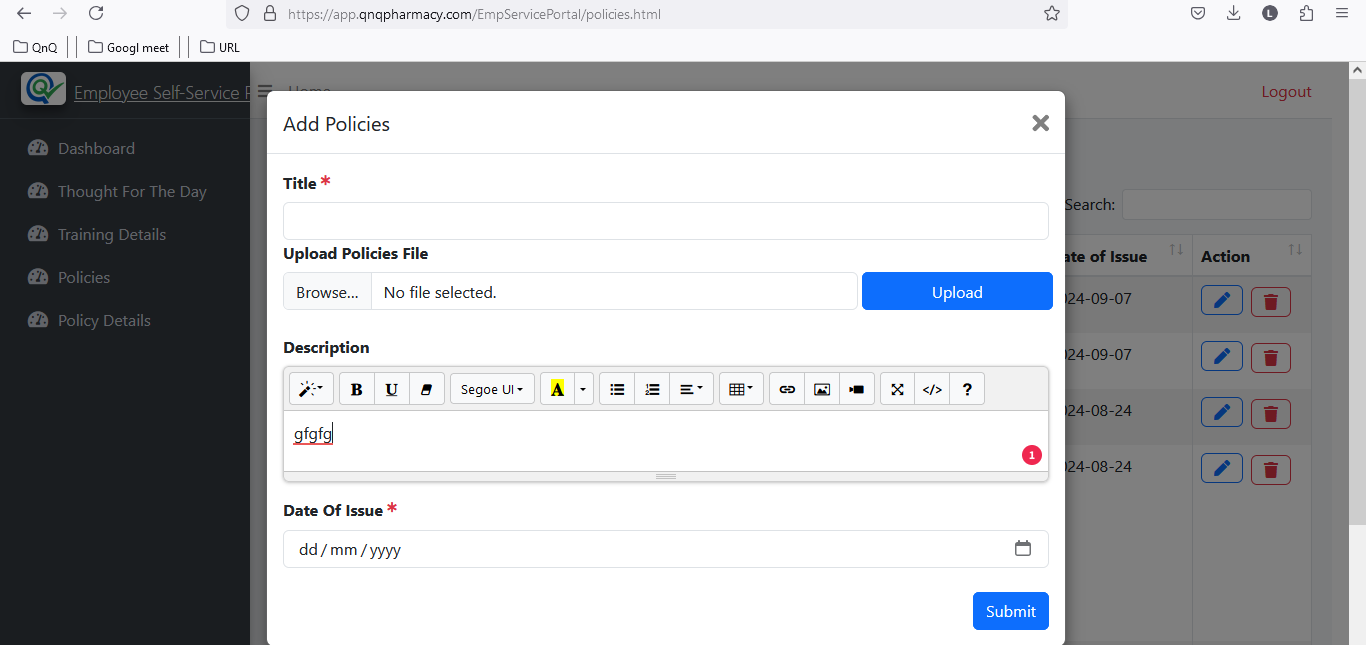 https://app.qnqpharmacy.com/EmpServicePortal/policies.html
L
QnQ
Googl meet
URL
Employee Self-Service P
Home
Logout
Dashboard
Thought For The Day
Training Details
Policies
Policy Details
Add Policies
Title *
Upload Policies File
Browse... No file selected.
Upload
Description
B U Segoe UI A </> ?
gfgfg
1
Date Of Issue *
dd / mm / yyyy
Submit
Search:
ate of Issue Action
024-09-07
024-09-07
024-08-24
024-08-24